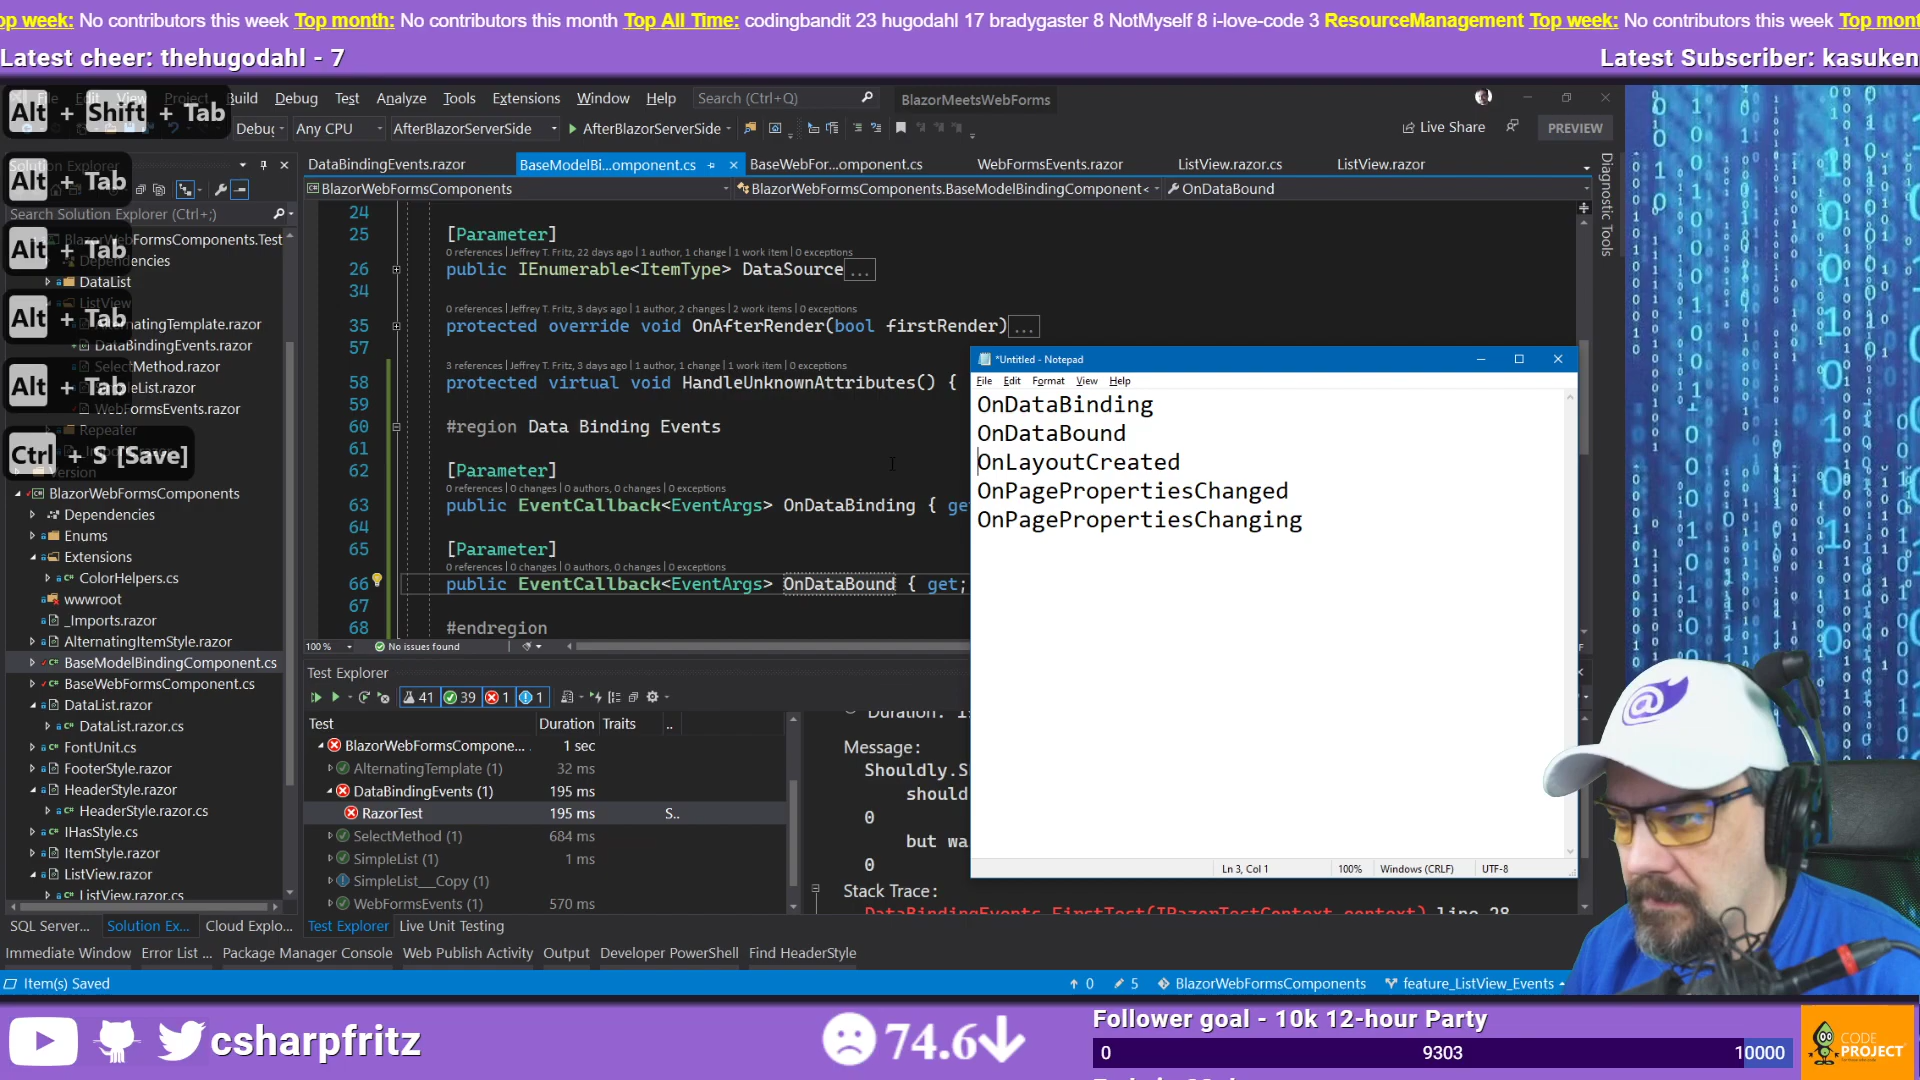 op week: No contributors this week Top month: No contributors this month Top All Time: codingbandit 23 hugodahl 17 bradygaster 8 NotMyself 8 i-love-code 3 ResourceManagement Top week: No contributors this week Top mont
Latest cheer: thehugodahl - 7
Latest Subscriber: kasuken
Alt + Shift + Tab
Alt + Tab
Alt + Tab
Alt + Tab
Alt + Tab
Ctrl + S [Save]
File Edit View Project Build Debug Test Analyze Tools Extensions Window Help Search (Ctrl+Q) BlazorMeetsWebForms
Debug Any CPU AfterBlazorServerSide AfterBlazorServerSide Live Share PREVIEW
Solution Explorer
Search Solution Explorer (Ctrl+;)
BlazorWebFormsComponents.Test
Dependencies
DataList
ListView
AlternatingTemplate.razor
DataBindingEvents.razor
SelectMethod.razor
SimpleList.razor
WebFormsEvents.razor
Repeater
BlazorWebFormsComponents
Dependencies
Enums
Extensions
ColorHelpers.cs
wwwroot
_Imports.razor
AlternatingItemStyle.razor
BaseModelBindingComponent.cs
BaseWebFormsComponent.cs
DataList.razor
DataList.razor.cs
FontUnit.cs
FooterStyle.razor
HeaderStyle.razor
HeaderStyle.razor.cs
IHasStyle.cs
ItemStyle.razor
ListView.razor
ListView.razor.cs
SQL Server... Solution Ex... Cloud Explo...
DataBindingEvents.razor BaseModelBi...omponent.cs BaseWebFor...omponent.cs WebFormsEvents.razor ListView.razor.cs ListView.razor
BlazorWebFormsComponents BlazorWebFormsComponents.BaseModelBindingComponent< OnDataBound
24
25 [Parameter]
0 references | Jeffrey T. Fritz, 22 days ago | 1 author, 1 change | 1 work item | 0 exceptions
26 public IEnumerable<ItemType> DataSource...
34
0 references | Jeffrey T. Fritz, 3 days ago | 1 author, 2 changes | 2 work items | 0 exceptions
35 protected override void OnAfterRender(bool firstRender)...
57
3 references | Jeffrey T. Fritz, 3 days ago | 1 author, 1 change | 1 work item | 0 exceptions
58 protected virtual void HandleUnknownAttributes() {
59
60 #region Data Binding Events
61
62 [Parameter]
0 references | 0 changes | 0 authors, 0 changes | 0 exceptions
63 public EventCallback<EventArgs> OnDataBinding { ge
64
65 [Parameter]
0 references | 0 changes | 0 authors, 0 changes | 0 exceptions
66 public EventCallback<EventArgs> OnDataBound { get;
67
68 #endregion
100 % No issues found
Diagnostic Tools
*Untitled - Notepad
File Edit Format View Help
OnDataBinding
OnDataBound
OnLayoutCreated
OnPagePropertiesChanged
OnPagePropertiesChanging
Ln 3, Col 1 100% Windows (CRLF) UTF-8
Test Explorer
41 39 1 1
Test Duration Traits ..
BlazorWebFormsCompone... 1 sec
AlternatingTemplate (1) 32 ms
DataBindingEvents (1) 195 ms
RazorTest 195 ms S..
SelectMethod (1) 684 ms
SimpleList (1) 1 ms
SimpleList__Copy (1)
WebFormsEvents (1) 570 ms
Message:
Shouldly.S
should
0
but wa
0
Stack Trace:
DataBindingEvents.FirstTest(IRazorTestContext context) line 28
Test Explorer Live Unit Testing
Immediate Window Error List ... Package Manager Console Web Publish Activity Output Developer PowerShell Find HeaderStyle
Item(s) Saved 0 5 BlazorWebFormsComponents feature_ListView_Events
csharpfritz
74.6
Follower goal - 10k 12-hour Party
0 9303 10000
CODE PROJECT